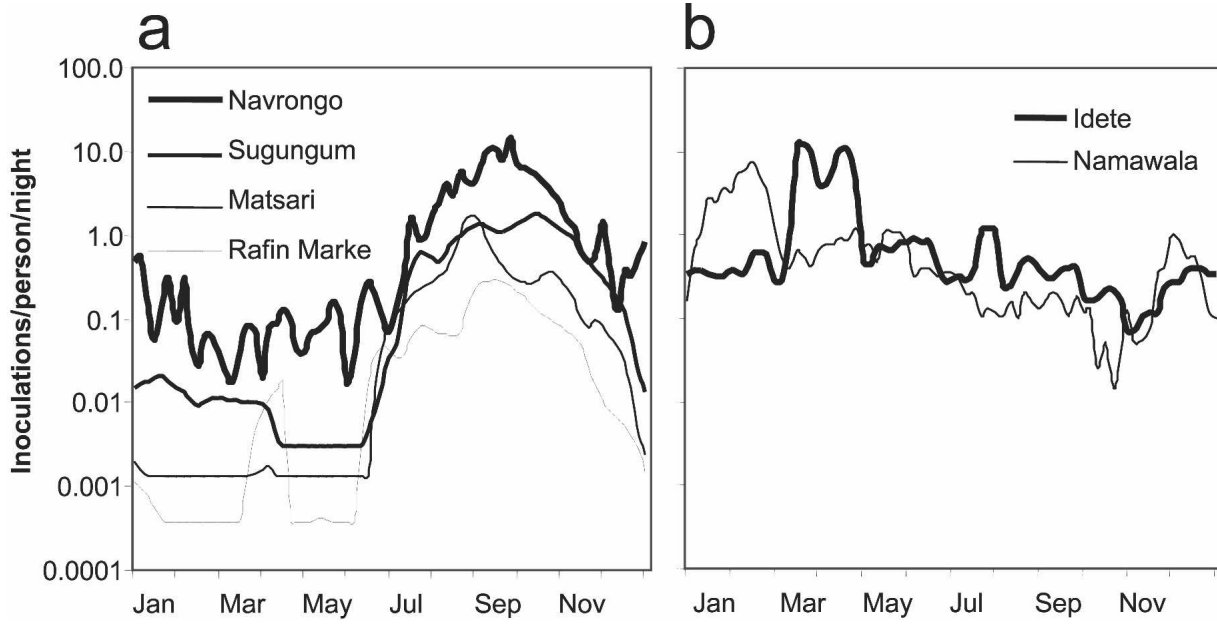 a
b
100.0
10.0
1.0
0.1
0.01
0.001
0.0001
Inoculations/person/night
Navrongo
Sugungum
Matsari
Rafin Marke
Idete
Namawala
Jan Mar May Jul Sep Nov
Jan Mar May Jul Sep Nov